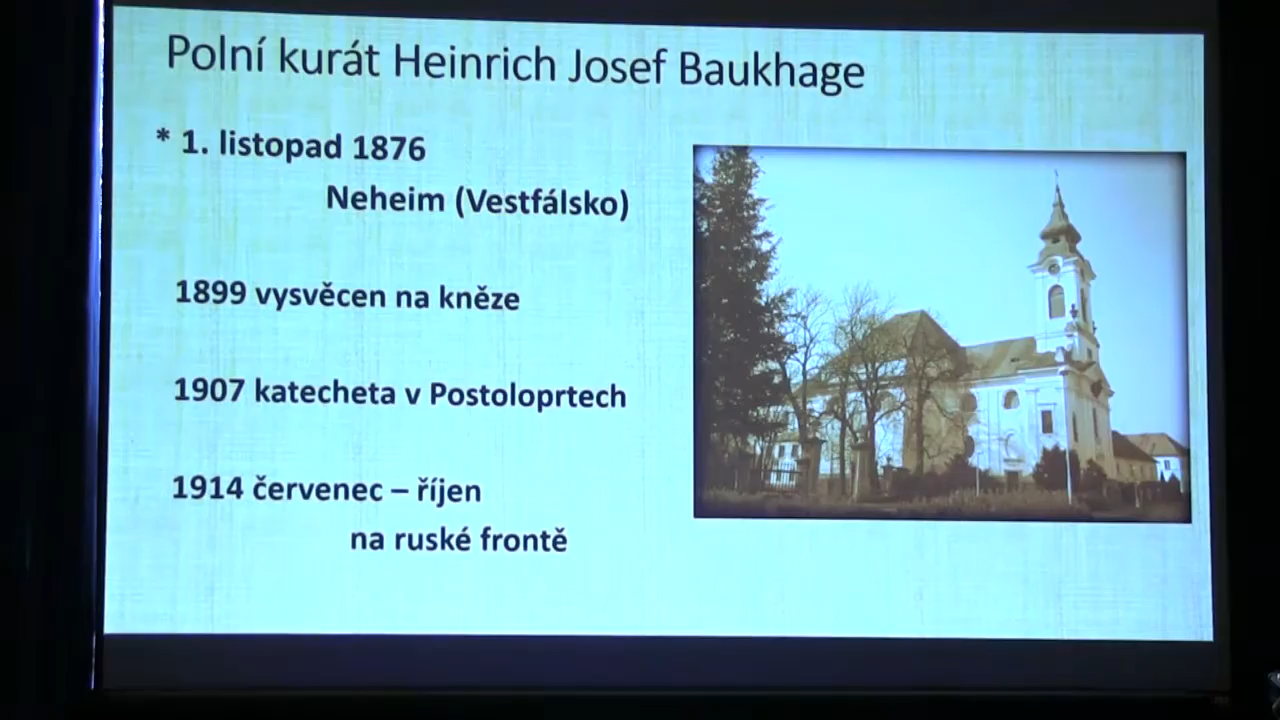 Polní kurát Heinrich Josef Baukhage
* 1. listopad 1876
Neheim (Vestfálsko)
1899 vysvěcen na kněze
1907 katecheta v Postoloprtech
1914 červenec – říjen
na ruské frontě